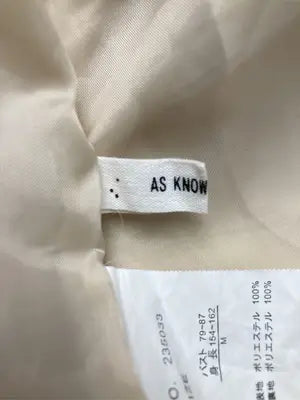 AS KNOW
O. 235033
バスト 79~87
身 長 154~162
M
表地 ポリエステル 100%
裏地 ポリエステル 100%